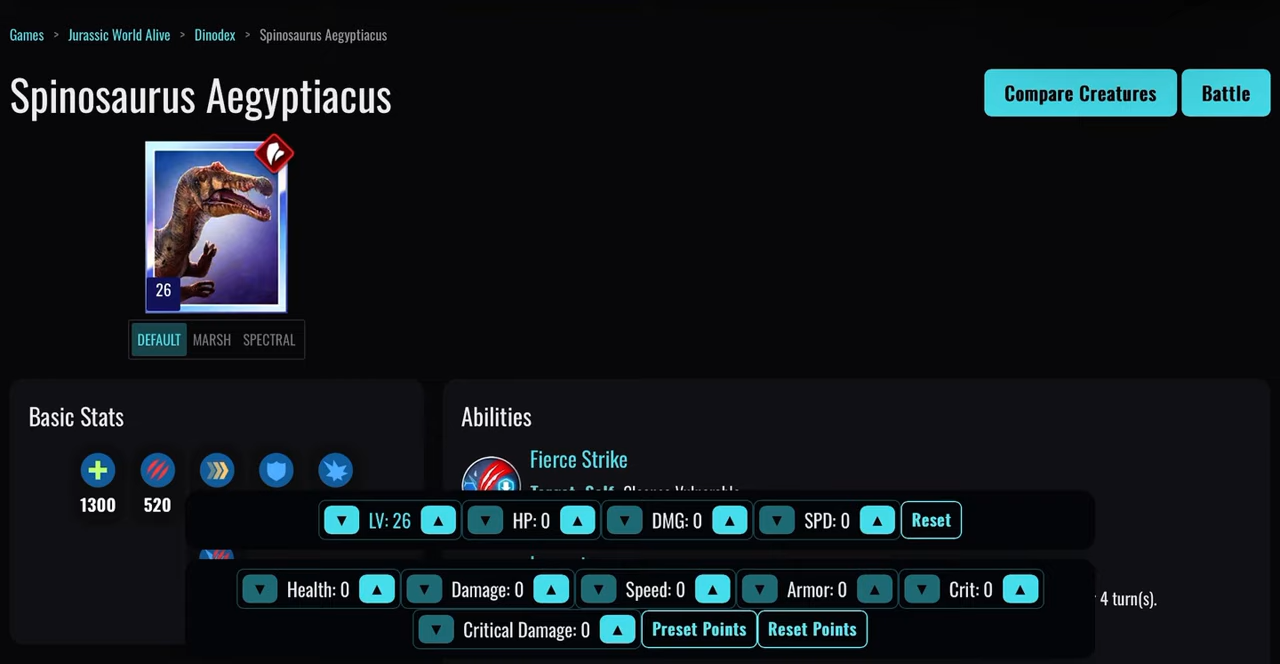 Games > Jurassic World Alive > Dinodex > Spinosaurus Aegyptiacus
Spinosaurus Aegyptiacus
Compare Creatures Battle
26
DEFAULT MARSH SPECTRAL
Basic Stats
1300 520
Abilities
Fierce Strike
▼ LV: 26 ▲ ▼ HP: 0 ▲ ▼ DMG: 0 ▲ ▼ SPD: 0 ▲ Reset
▼ Health: 0 ▲ ▼ Damage: 0 ▲ ▼ Speed: 0 ▲ ▼ Armor: 0 ▲ ▼ Crit: 0 ▲
4 turn(s).
▼ Critical Damage: 0 ▲ Preset Points Reset Points